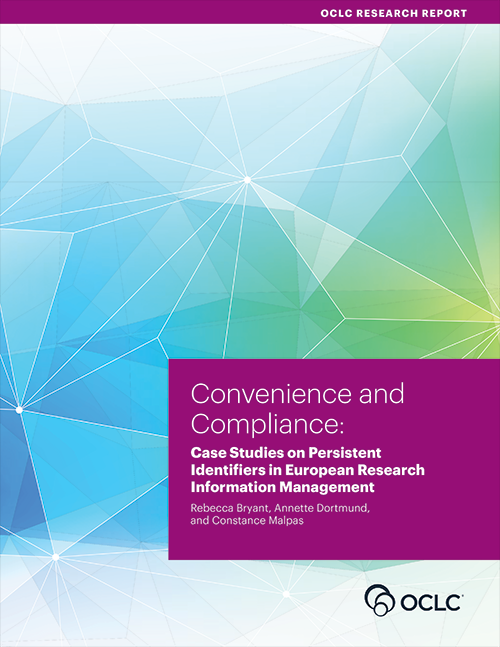 OCLC RESEARCH REPORT
Convenience and
Compliance:
Case Studies on Persistent
Identifiers in European Research
Information Management
Rebecca Bryant, Annette Dortmund,
and Constance Malpas
OCLC